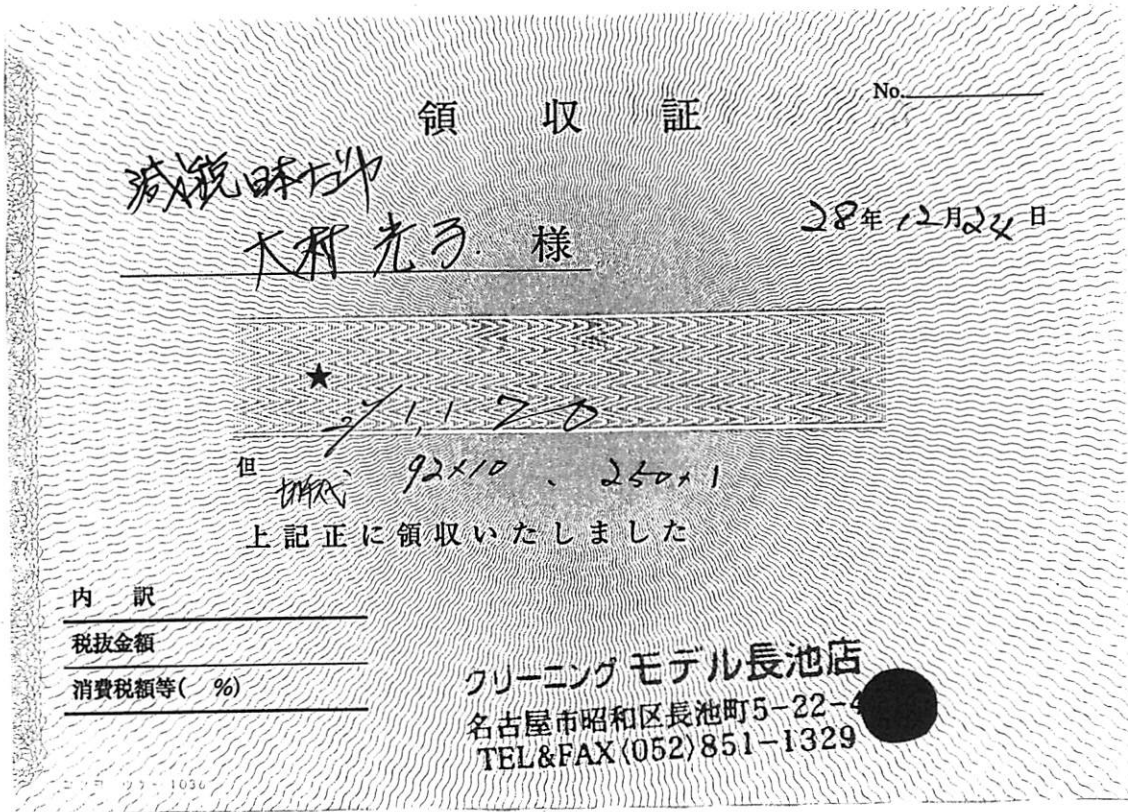 領収証
No.
減税日本ナゴヤ
大村光子 様
28年12月24日
★
1,170
但 切手代 92×10、250×1
上記正に領収いたしました
内訳
税抜金額
消費税額等( %)
クリーニング モデル長池店
名古屋市昭和区長池町5-22-4
TEL&FAX(052)851-1329